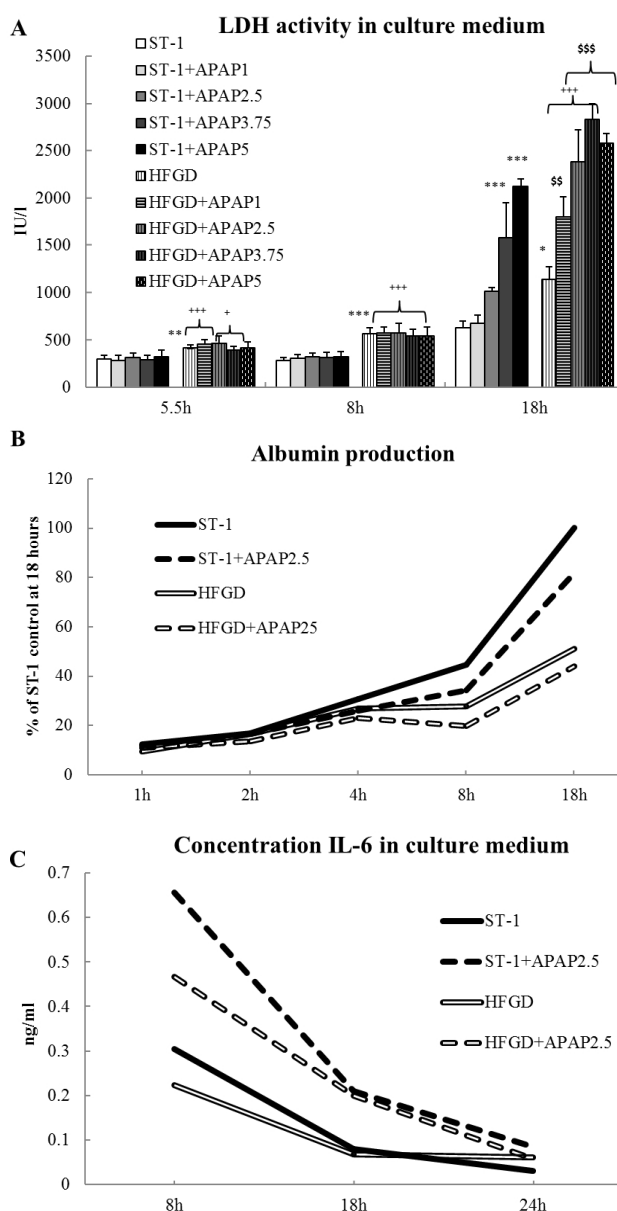 A
LDH activity in culture medium
3500
3000
2500
2000
1500
1000
500
0
IU/l
ST-1
ST-1+APAP1
ST-1+APAP2.5
ST-1+APAP3.75
ST-1+APAP5
HFGD
HFGD+APAP1
HFGD+APAP2.5
HFGD+APAP3.75
HFGD+APAP5
** +++ +
*** +++
*** *** * $$ +++ $$$
5.5h 8h 18h
B
Albumin production
120
100
80
60
40
20
0
% of ST-1 control at 18 hours
ST-1
ST-1+APAP2.5
HFGD
HFGD+APAP25
1h 2h 4h 8h 18h
C
Concentration IL-6 in culture medium
0.7
0.6
0.5
0.4
0.3
0.2
0.1
0
ng/ml
ST-1
ST-1+APAP2.5
HFGD
HFGD+APAP2.5
8h 18h 24h